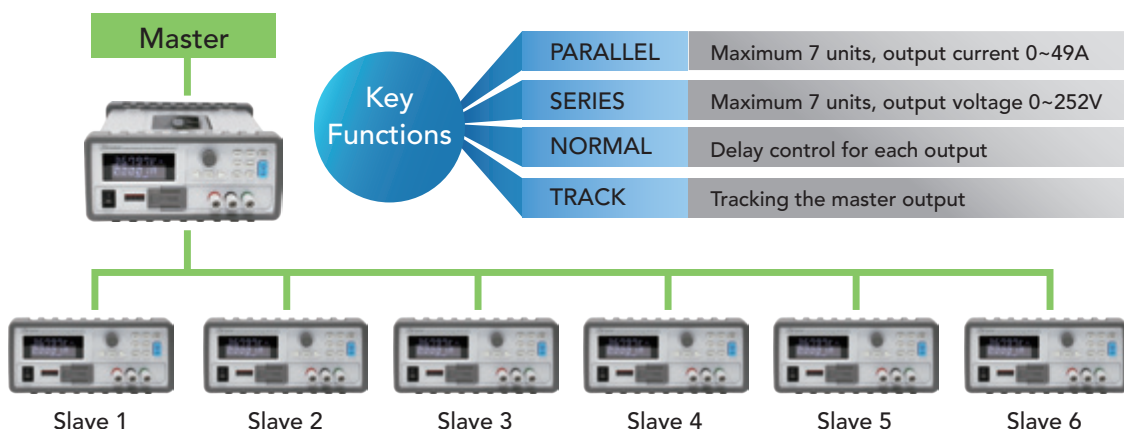 Master
Key
Functions
PARALLEL Maximum 7 units, output current 0~49A
SERIES Maximum 7 units, output voltage 0~252V
NORMAL Delay control for each output
TRACK Tracking the master output
Slave 1 Slave 2 Slave 3 Slave 4 Slave 5 Slave 6